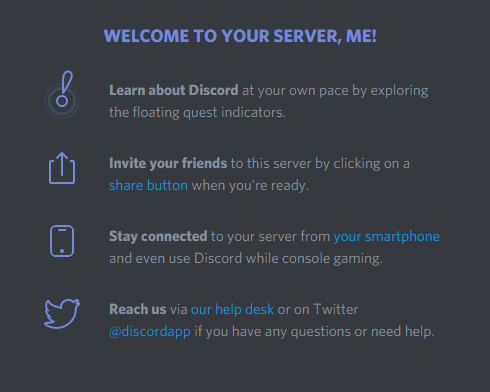 WELCOME TO YOUR SERVER, ME!
Learn about Discord at your own pace by exploring
the floating quest indicators.
Invite your friends to this server by clicking on a
share button when you're ready.
Stay connected to your server from your smartphone
and even use Discord while console gaming.
Reach us via our help desk or on Twitter
@discordapp if you have any questions or need help.